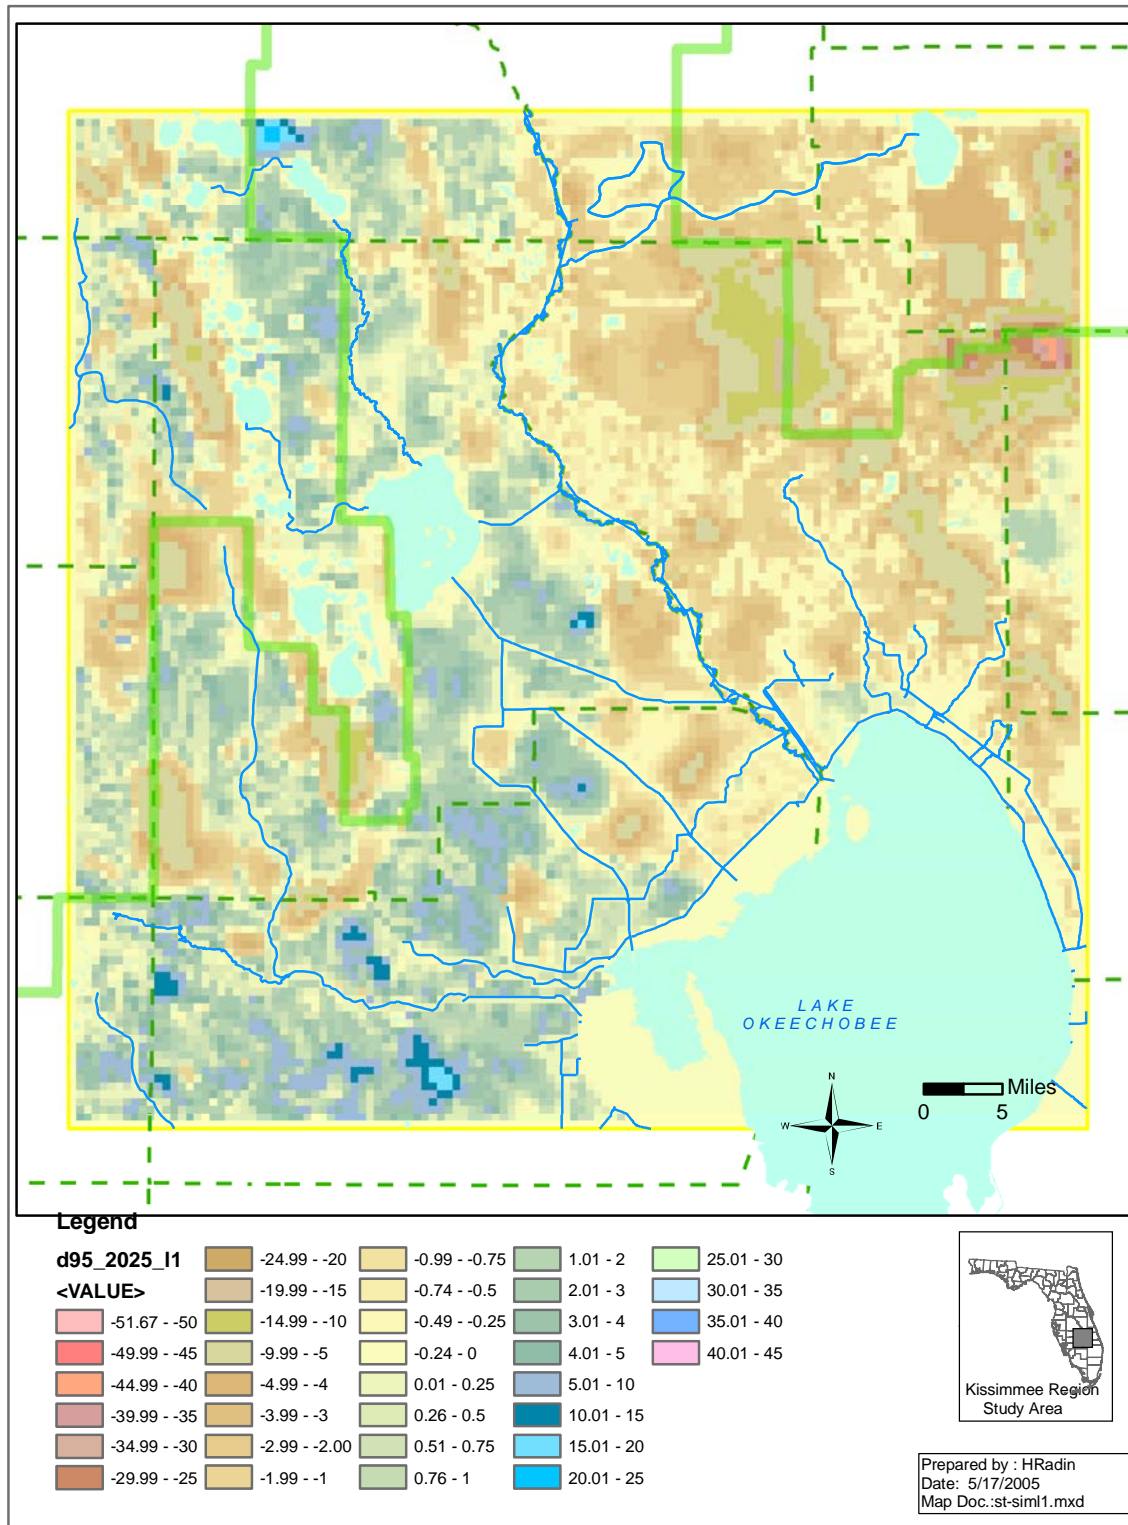 LAKE
OKEECHOBEE
N
W
E
S
Miles
0
5
Legend
d95_2025_l1
<VALUE>
-51.67 - -50
-49.99 - -45
-44.99 - -40
-39.99 - -35
-34.99 - -30
-29.99 - -25
-24.99 - -20
-19.99 - -15
-14.99 - -10
-9.99 - -5
-4.99 - -4
-3.99 - -3
-2.99 - -2.00
-1.99 - -1
-0.99 - -0.75
-0.74 - -0.5
-0.49 - -0.25
-0.24 - 0
0.01 - 0.25
0.26 - 0.5
0.51 - 0.75
0.76 - 1
1.01 - 2
2.01 - 3
3.01 - 4
4.01 - 5
5.01 - 10
10.01 - 15
15.01 - 20
20.01 - 25
25.01 - 30
30.01 - 35
35.01 - 40
40.01 - 45
Kissimmee Region
Study Area
Prepared by : HRadin
Date: 5/17/2005
Map Doc.:st-siml1.mxd